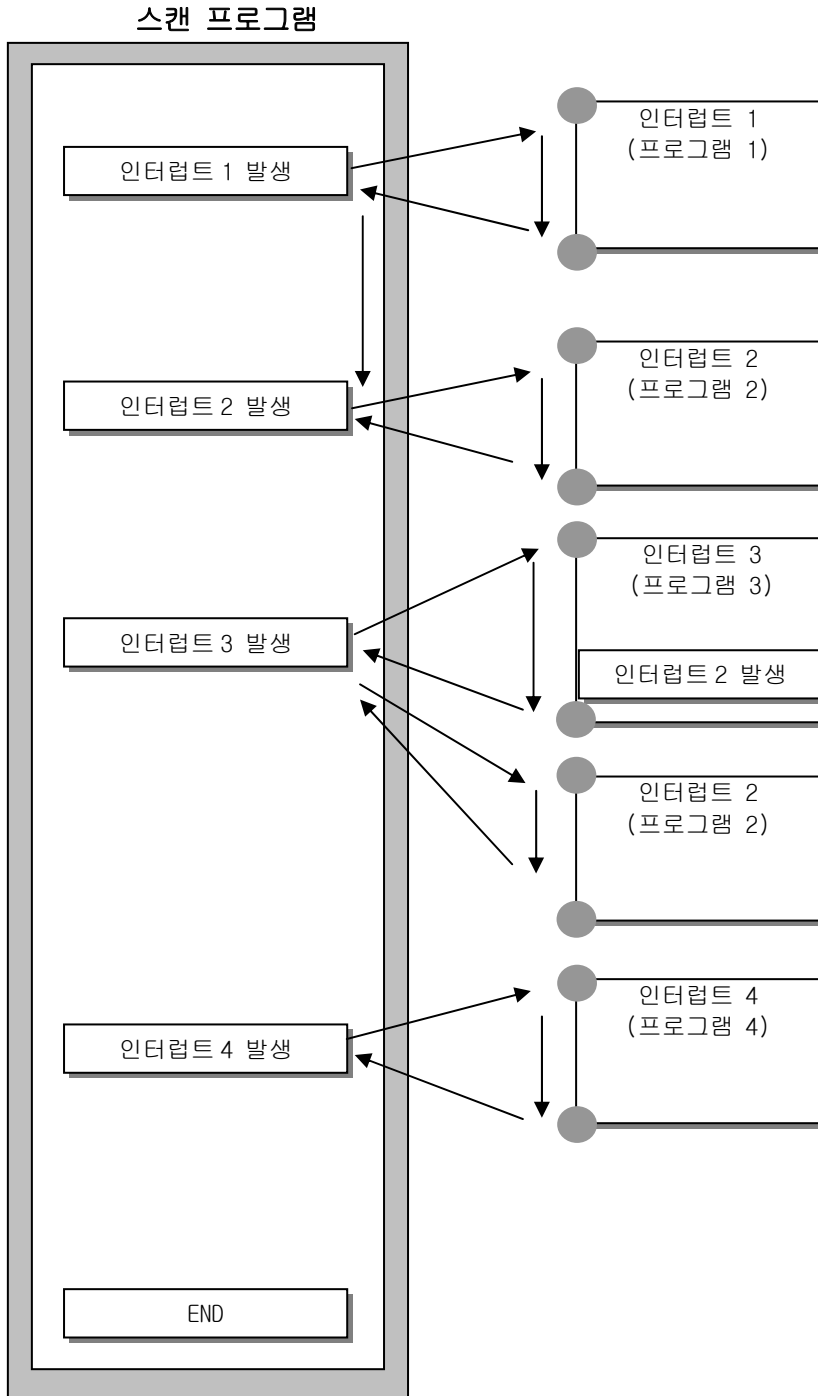 스캔 프로그램
인터럽트 1 발생
인터럽트 1
(프로그램 1)
인터럽트 2 발생
인터럽트 2
(프로그램 2)
인터럽트 3 발생
인터럽트 3
(프로그램 3)
인터럽트 2 발생
인터럽트 2
(프로그램 2)
인터럽트 4 발생
인터럽트 4
(프로그램 4)
END